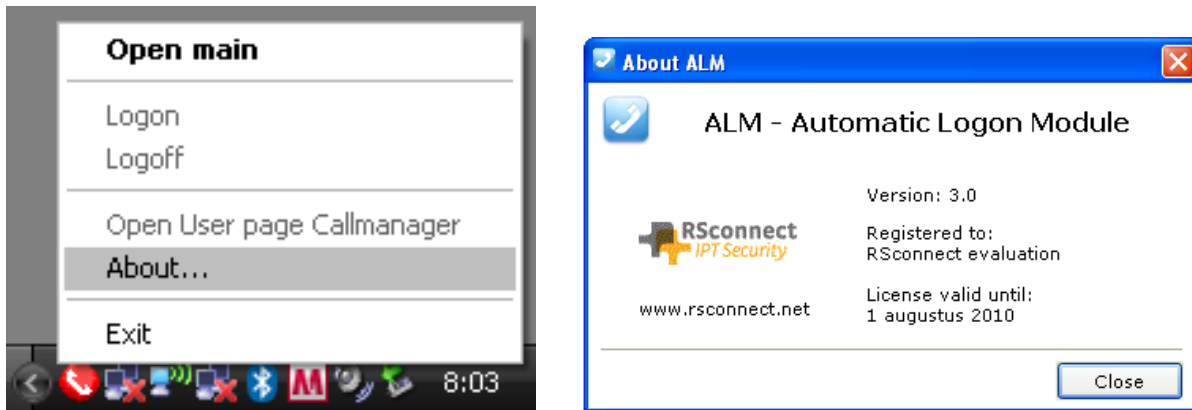 Open main
Logon
Logoff
Open User page Callmanager
About...
Exit
8:03
About ALM
ALM - Automatic Logon Module
Version: 3.0
RSconnect
IPT Security
Registered to:
RSconnect evaluation
www.rsconnect.net
License valid until:
1 augustus 2010
Close